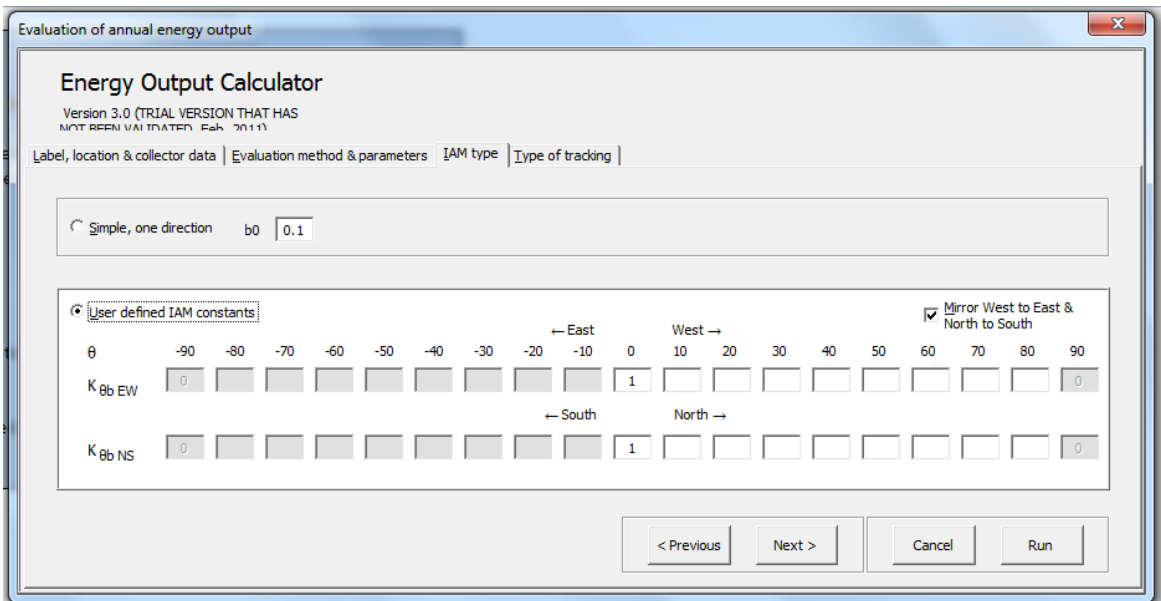 Evaluation of annual energy output
x
Energy Output Calculator
Version 3.0 (TRIAL VERSION THAT HAS
NOT BEEN VALIDATED, Feb. 2011)
Label, location & collector data Evaluation method & parameters IAM type Type of tracking
Simple, one direction b0 0.1
User defined IAM constants Mirror West to East &
North to South
←East West →
θ -90 -80 -70 -60 -50 -40 -30 -20 -10 0 10 20 30 40 50 60 70 80 90
K θb EW 0 1 0
←South North →
K θb NS 0 1 0
< Previous Next > Cancel Run